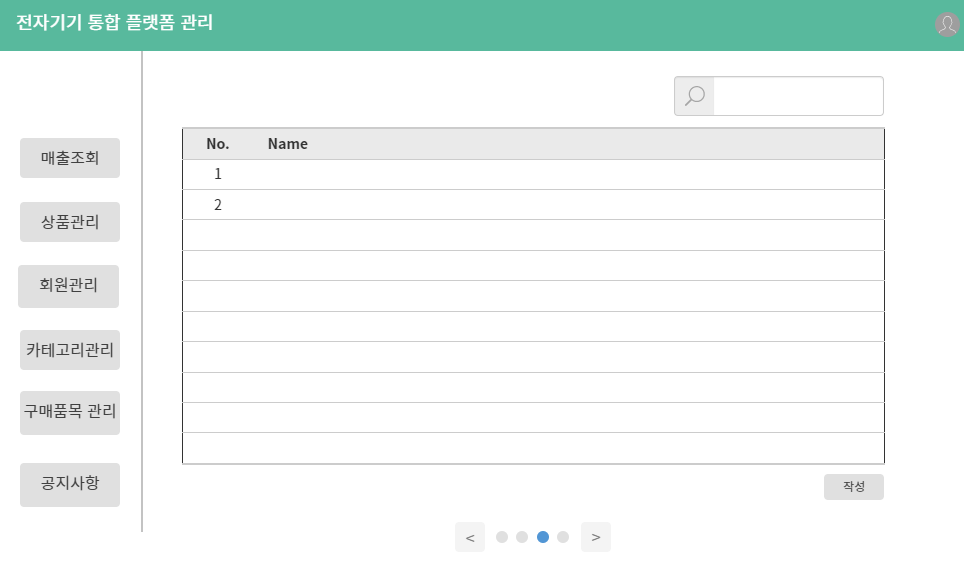 전자기기 통합 플랫폼 관리
매출조회
상품관리
회원관리
카테고리관리
구매품목 관리
공지사항
No. Name
1
2
작성
< >